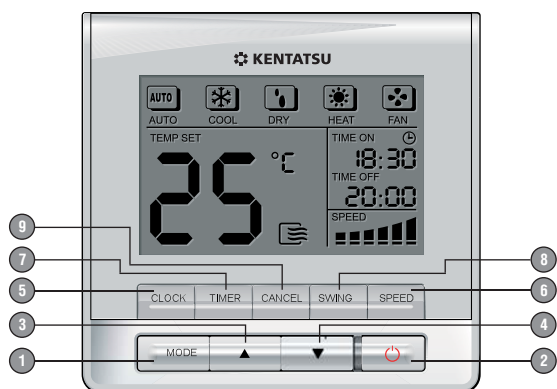 KENTATSU
AUTO
AUTO COOL DRY HEAT FAN
TEMP SET
25 °C
TIME ON
18:30
TIME OFF
20:00
SPEED
9
7
5
3
1
8
6
4
2
CLOCK TIMER CANCEL SWING SPEED
MODE ▲ ▼